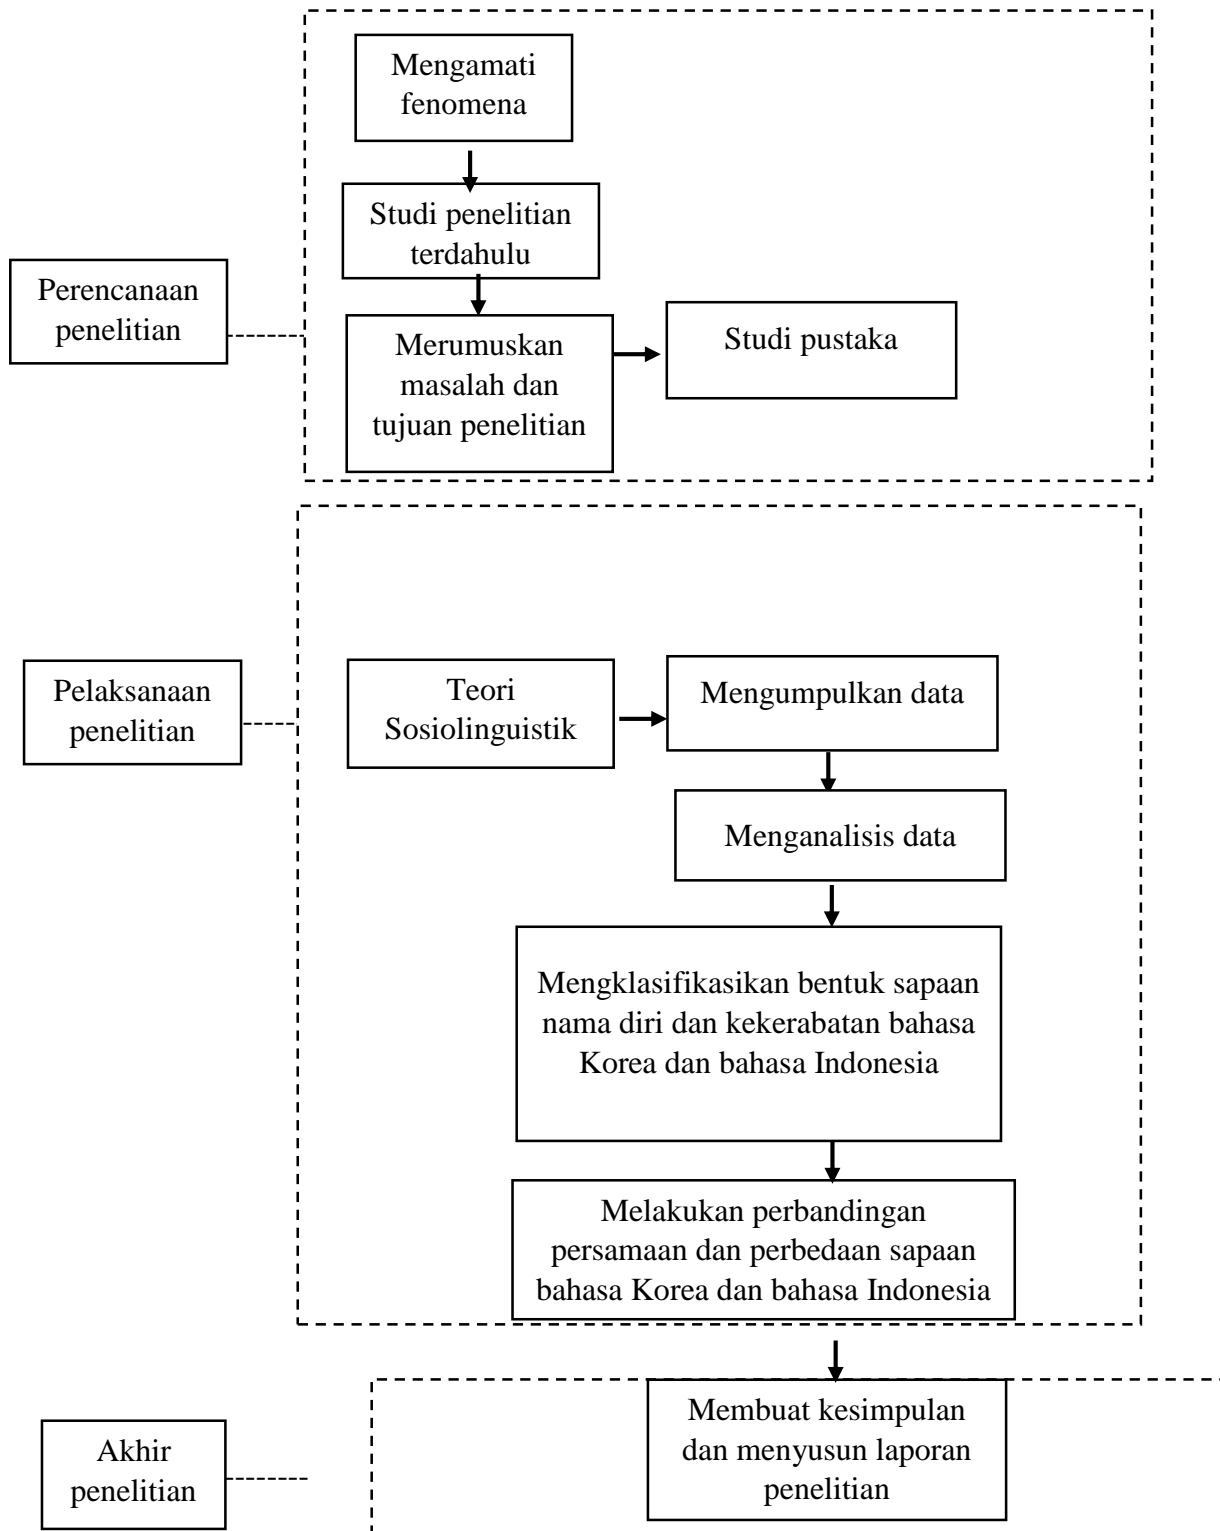 Mengamati
fenomena
Studi penelitian
terdahulu
Perencanaan
penelitian
Merumuskan
masalah dan
tujuan penelitian
Studi pustaka
Pelaksanaan
penelitian
Teori
Sosiolinguistik
Mengumpulkan data
Menganalisis data
Mengklasifikasikan bentuk sapaan
nama diri dan kekerabatan bahasa
Korea dan bahasa Indonesia
Melakukan perbandingan
persamaan dan perbedaan sapaan
bahasa Korea dan bahasa Indonesia
Akhir
penelitian
Membuat kesimpulan
dan menyusun laporan
penelitian